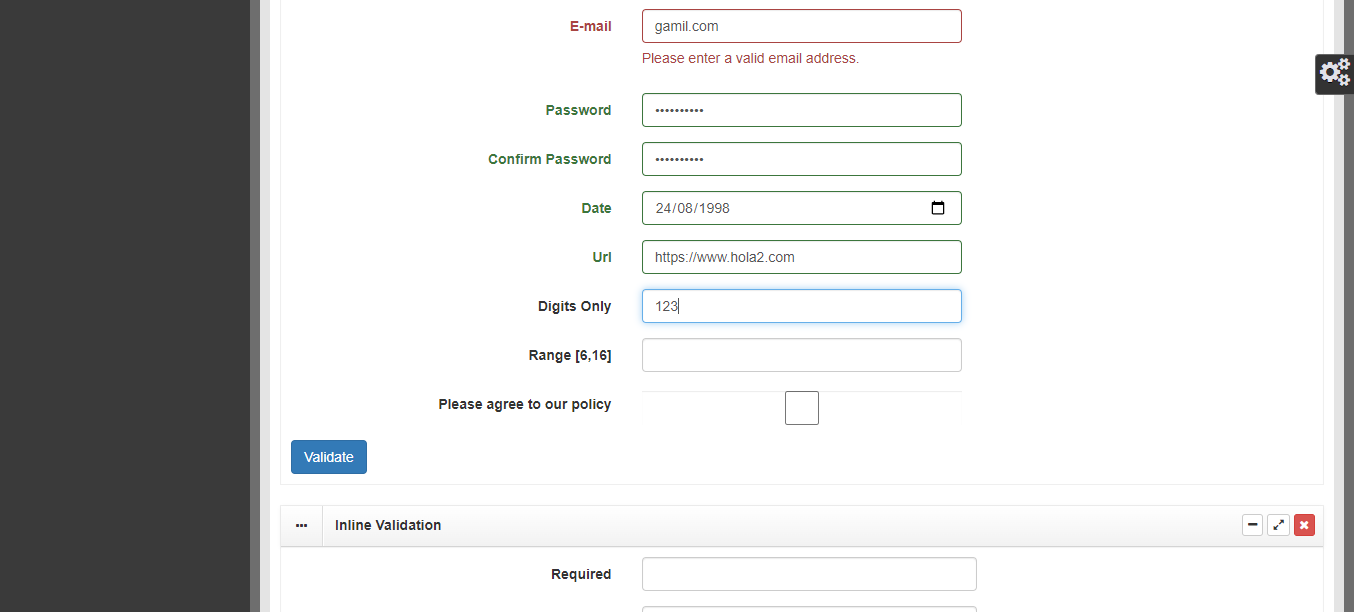 E-mail
gamil.com
Please enter a valid email address.
Password
••••••••••
Confirm Password
••••••••••
Date
24/08/1998
Url
https://www.hola2.com
Digits Only
123
Range [6,16]
Please agree to our policy
Validate
Inline Validation
Required